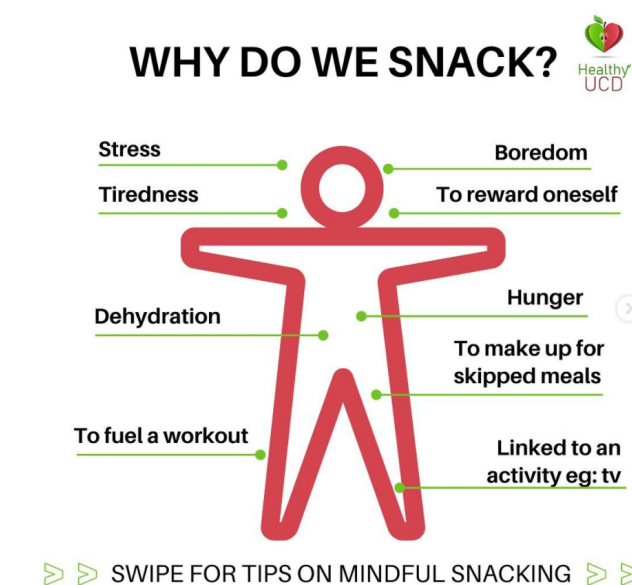 WHY DO WE SNACK?
Healthy
UCD
Stress
Boredom
Tiredness
To reward oneself
Hunger
Dehydration
To make up for
skipped meals
To fuel a workout
Linked to an
activity eg: tv
SWIPE FOR TIPS ON MINDFUL SNACKING